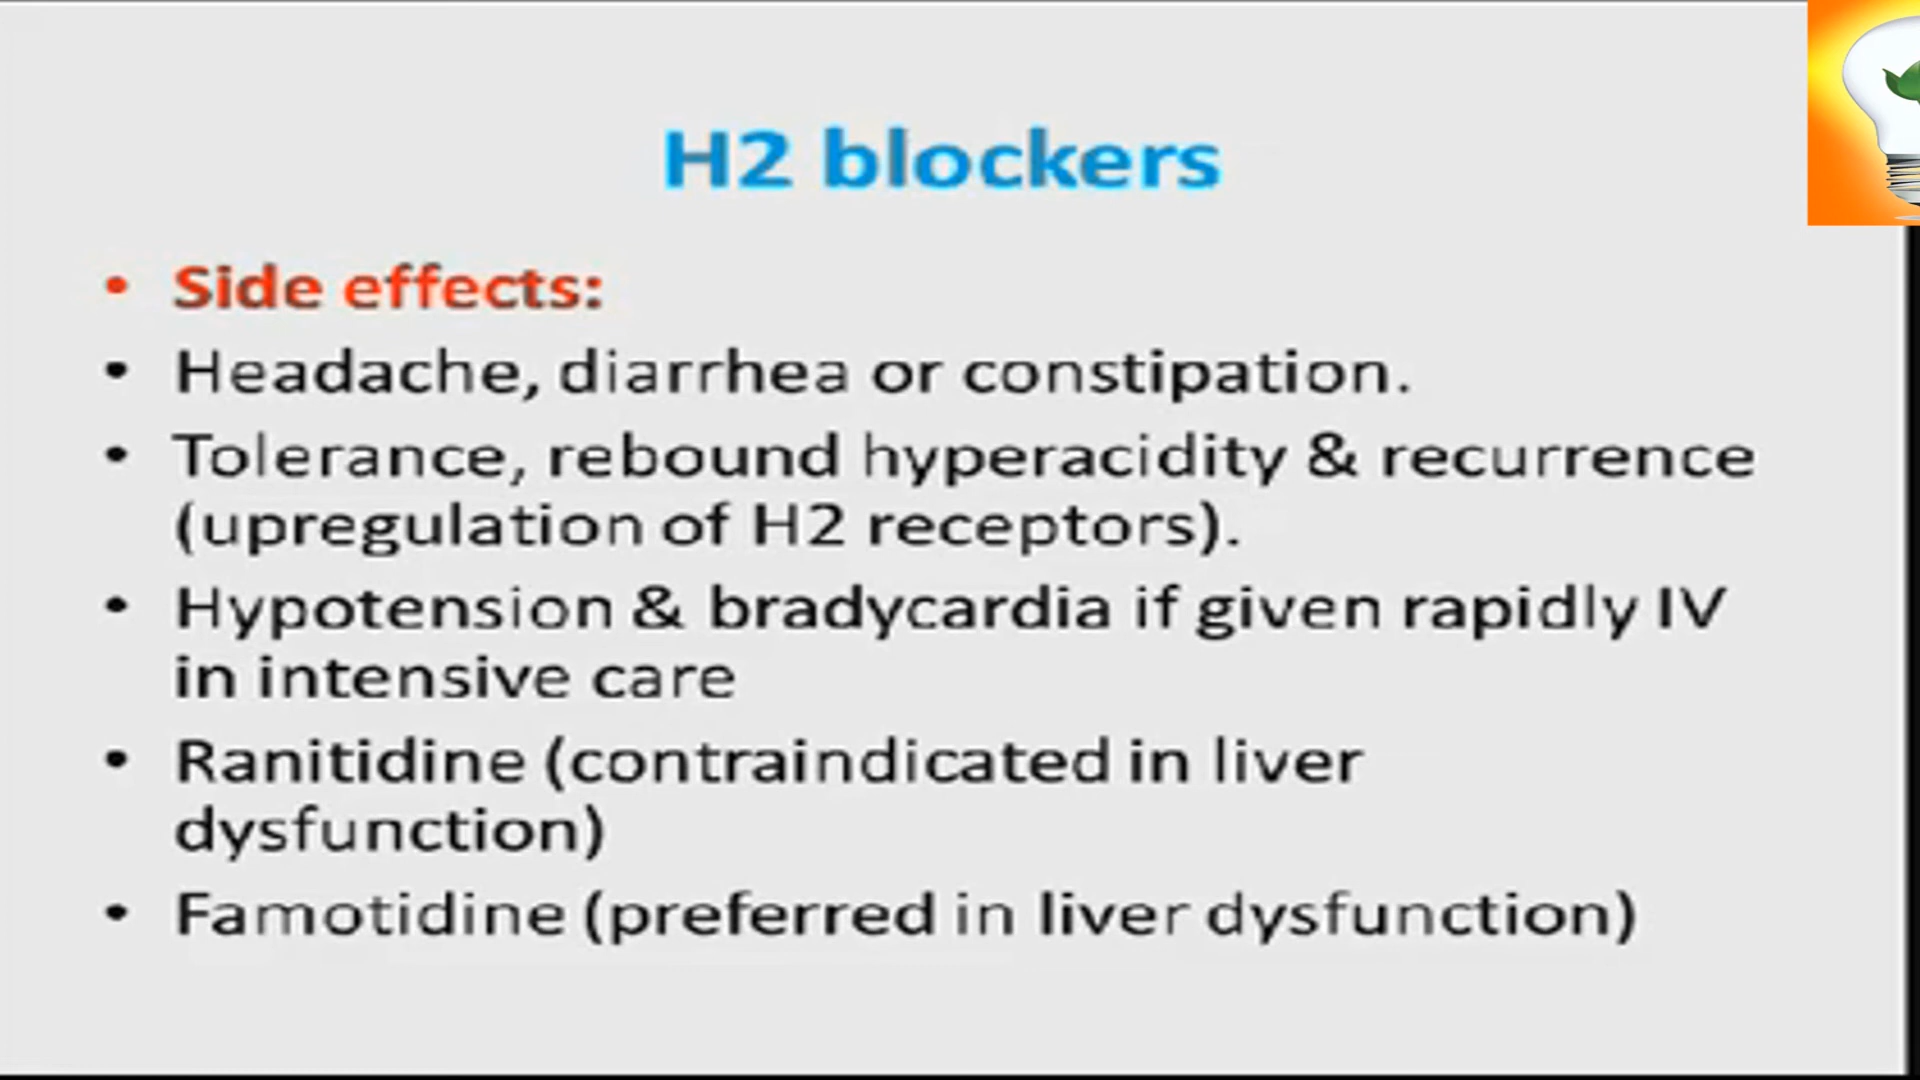 H2 blockers
• Side effects:
• Headache, diarrhea or constipation.
• Tolerance, rebound hyperacidity & recurrence
(upregulation of H2 receptors).
• Hypotension & bradycardia if given rapidly IV
in intensive care
• Ranitidine (contraindicated in liver
dysfunction)
• Famotidine (preferred in liver dysfunction)